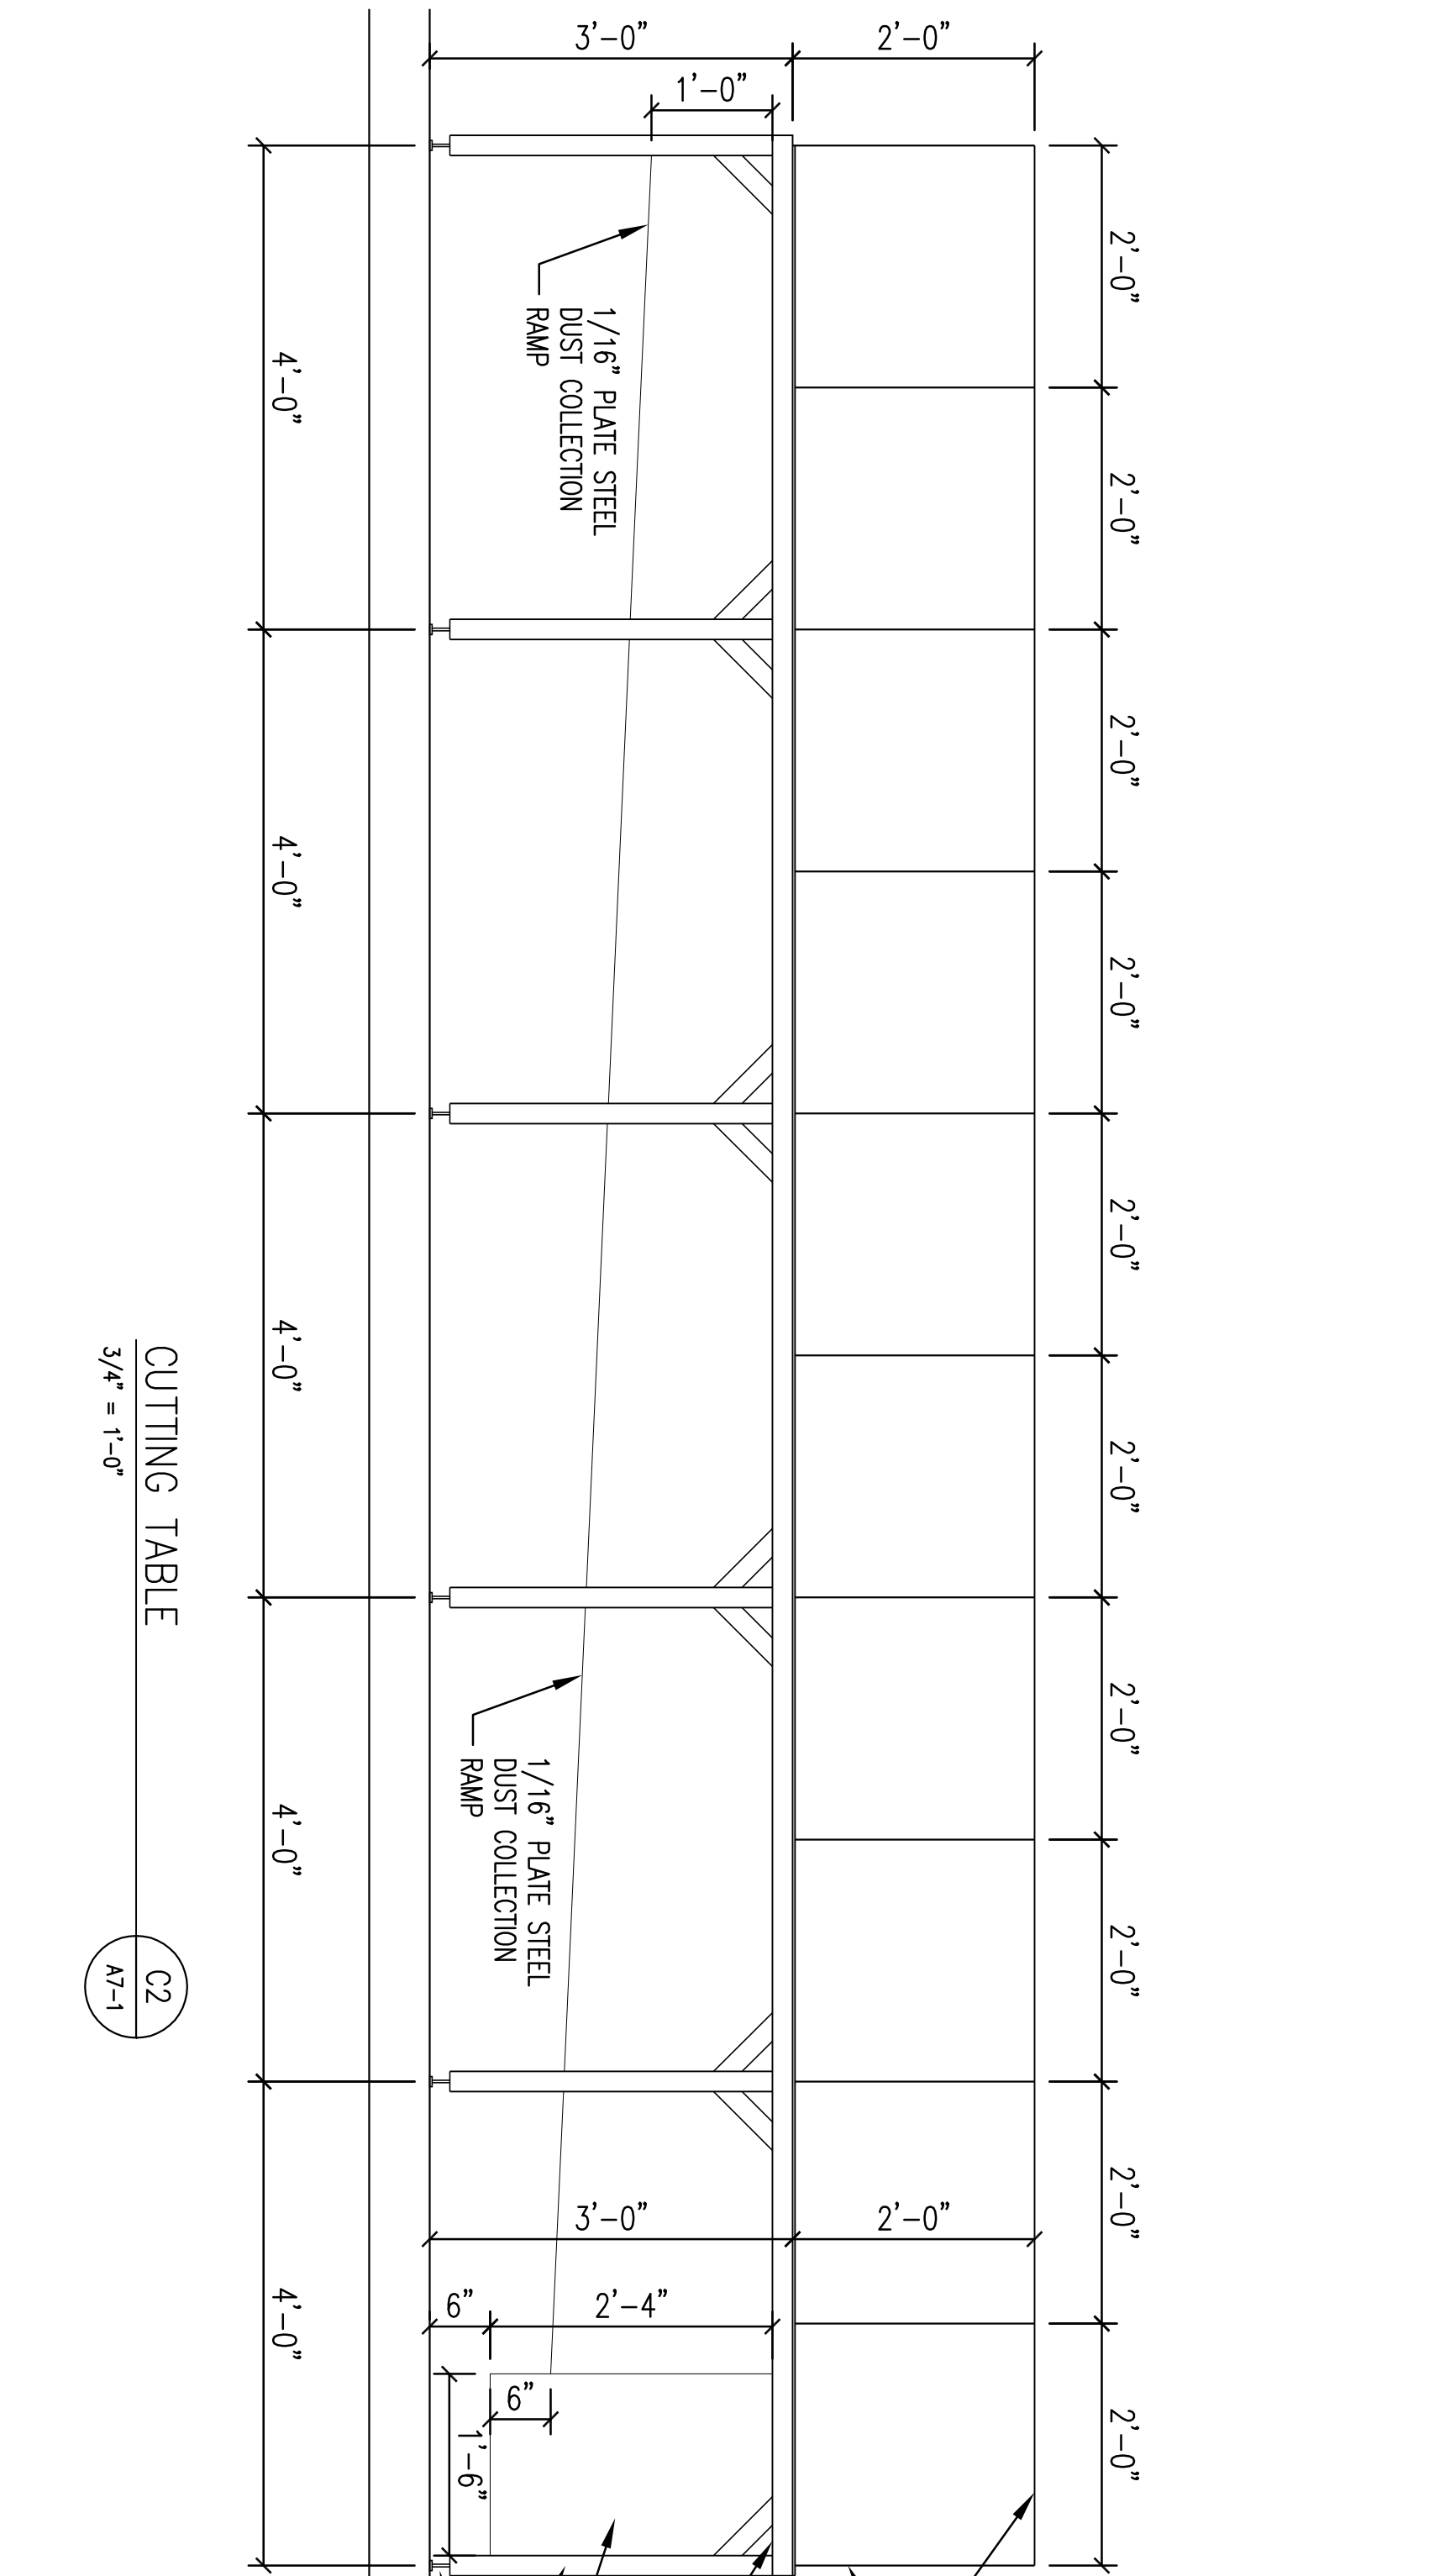 2'-0"
2'-0"
2'-0"
2'-0"
2'-0"
2'-0"
2'-0"
2'-0"
2'-0"
2'-0"
3'-0"
2'-0"
1'-0"
1/16" PLATE STEEL
DUST COLLECTION
RAMP
1/16" PLATE STEEL
DUST COLLECTION
RAMP
3'-0"
2'-0"
6"
2'-4"
6"
1'-6"
4'-0"
4'-0"
4'-0"
4'-0"
4'-0"
CUTTING TABLE
3/4" = 1'-0"
C2
A7-1